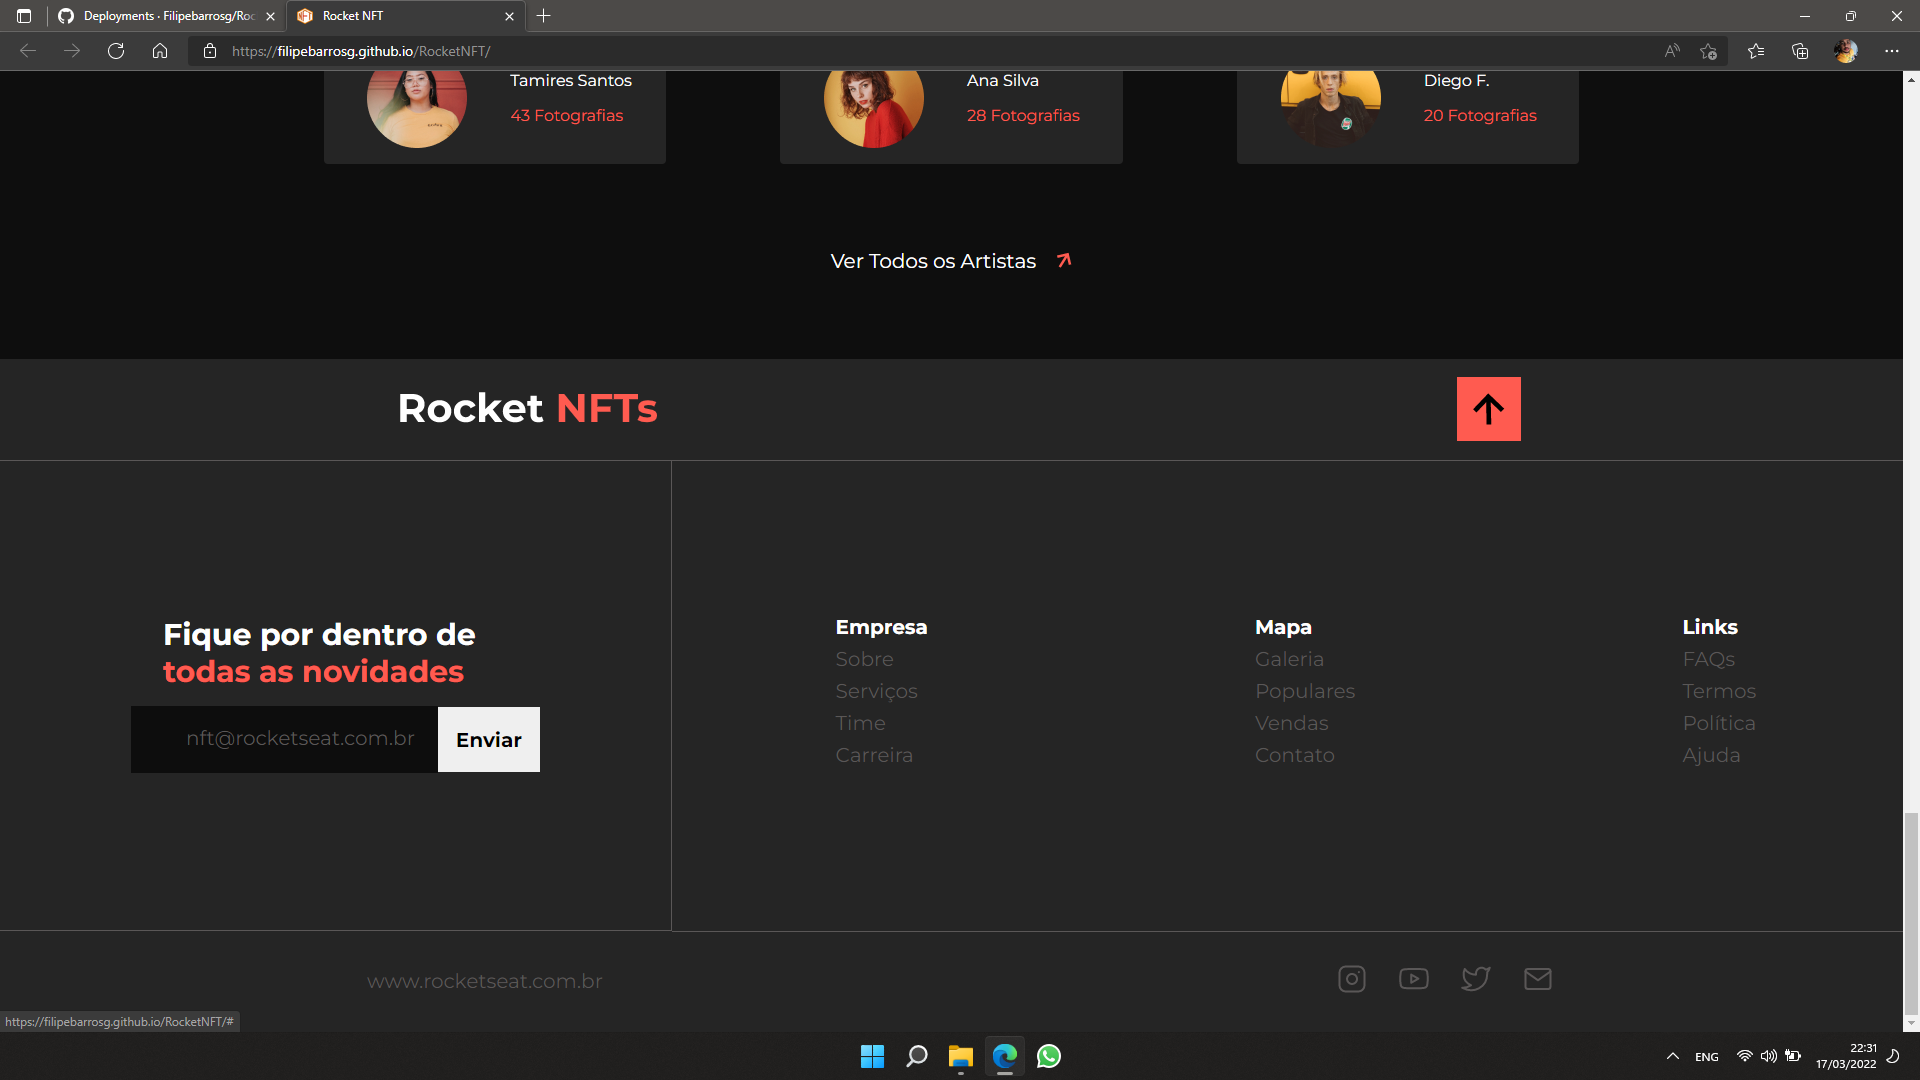 Deployments · Filipebarrosg/Roc
Rocket NFT
https://filipebarrosg.github.io/RocketNFT/
Tamires Santos
43 Fotografias
Ana Silva
28 Fotografias
Diego F.
20 Fotografias
Ver Todos os Artistas
Rocket NFTs
Fique por dentro de
todas as novidades
nft@rocketseat.com.br
Enviar
Empresa
Sobre
Serviços
Time
Carreira
Mapa
Galeria
Populares
Vendas
Contato
Links
FAQs
Termos
Política
Ajuda
www.rocketseat.com.br
https://filipebarrosg.github.io/RocketNFT/#
ENG
22:31
17/03/2022